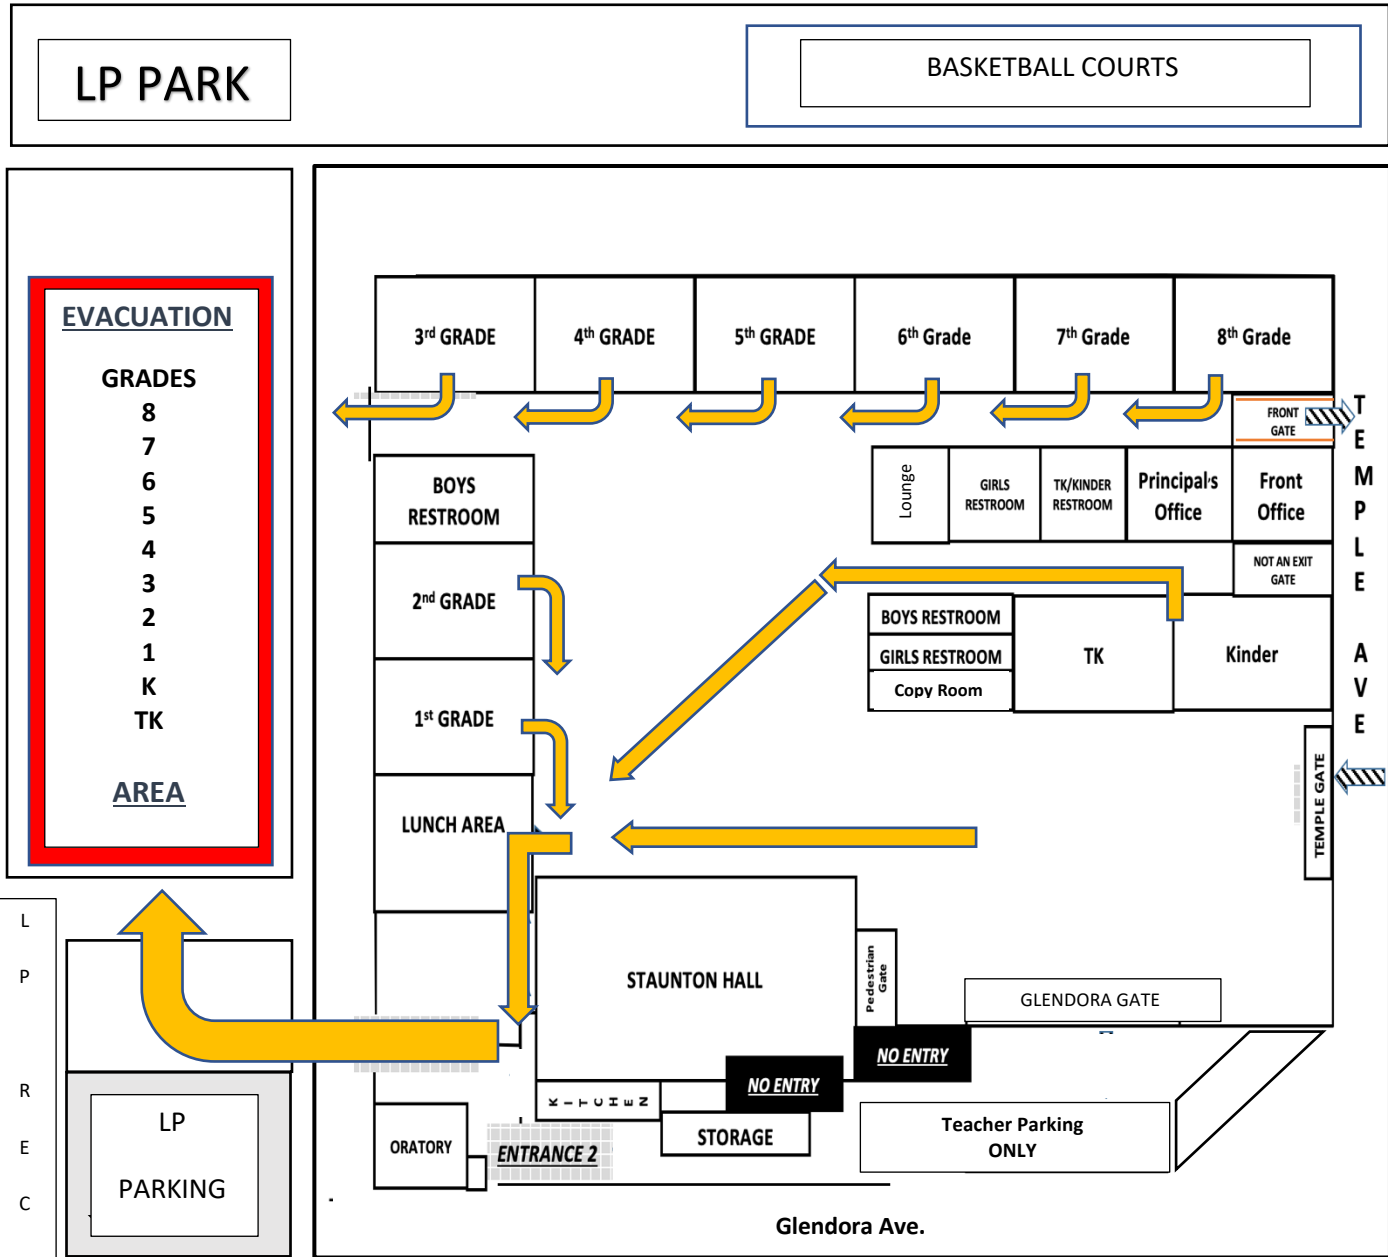 LP PARK
BASKETBALL COURTS
EVACUATION
GRADES
8
7
6
5
4
3
2
1
K
TK
AREA
3rd GRADE
4th GRADE
5th GRADE
6th Grade
7th Grade
8th Grade
FRONT
GATE
TEMPLE AVE
BOYS
RESTROOM
Lounge
GIRLS
RESTROOM
TK/KINDER
RESTROOM
Principal's
Office
Front
Office
NOT AN EXIT
GATE
2nd GRADE
BOYS RESTROOM
GIRLS RESTROOM
Copy Room
TK
Kinder
1st GRADE
TEMPLE GATE
LUNCH AREA
STAUNTON HALL
Pedestrian
Gate
GLENDORA GATE
NO ENTRY
NO ENTRY
KITCHEN
STORAGE
Teacher Parking
ONLY
ORATORY
ENTRANCE 2
LP REC
LP
PARKING
Glendora Ave.